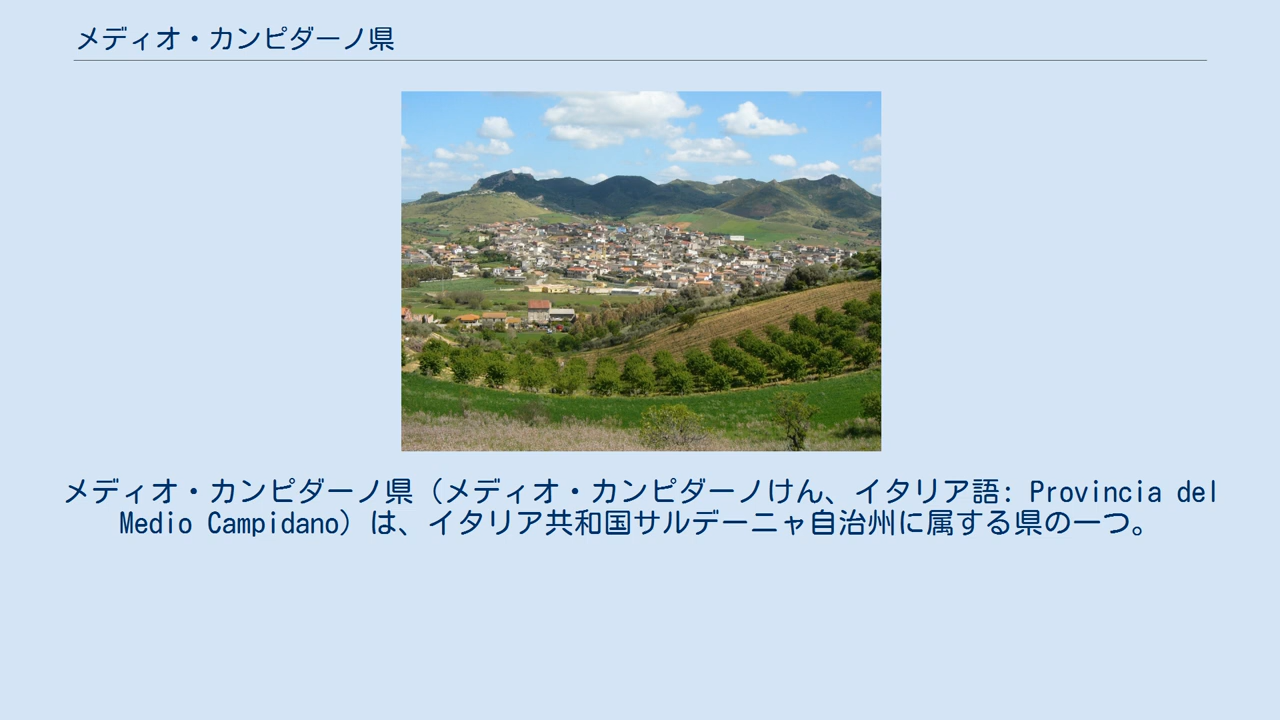 メディオ・カンピダーノ県
メディオ・カンピダーノ県（メディオ・カンピダーノけん、イタリア語: Provincia del
Medio Campidano）は、イタリア共和国サルデーニャ自治州に属する県の一つ。